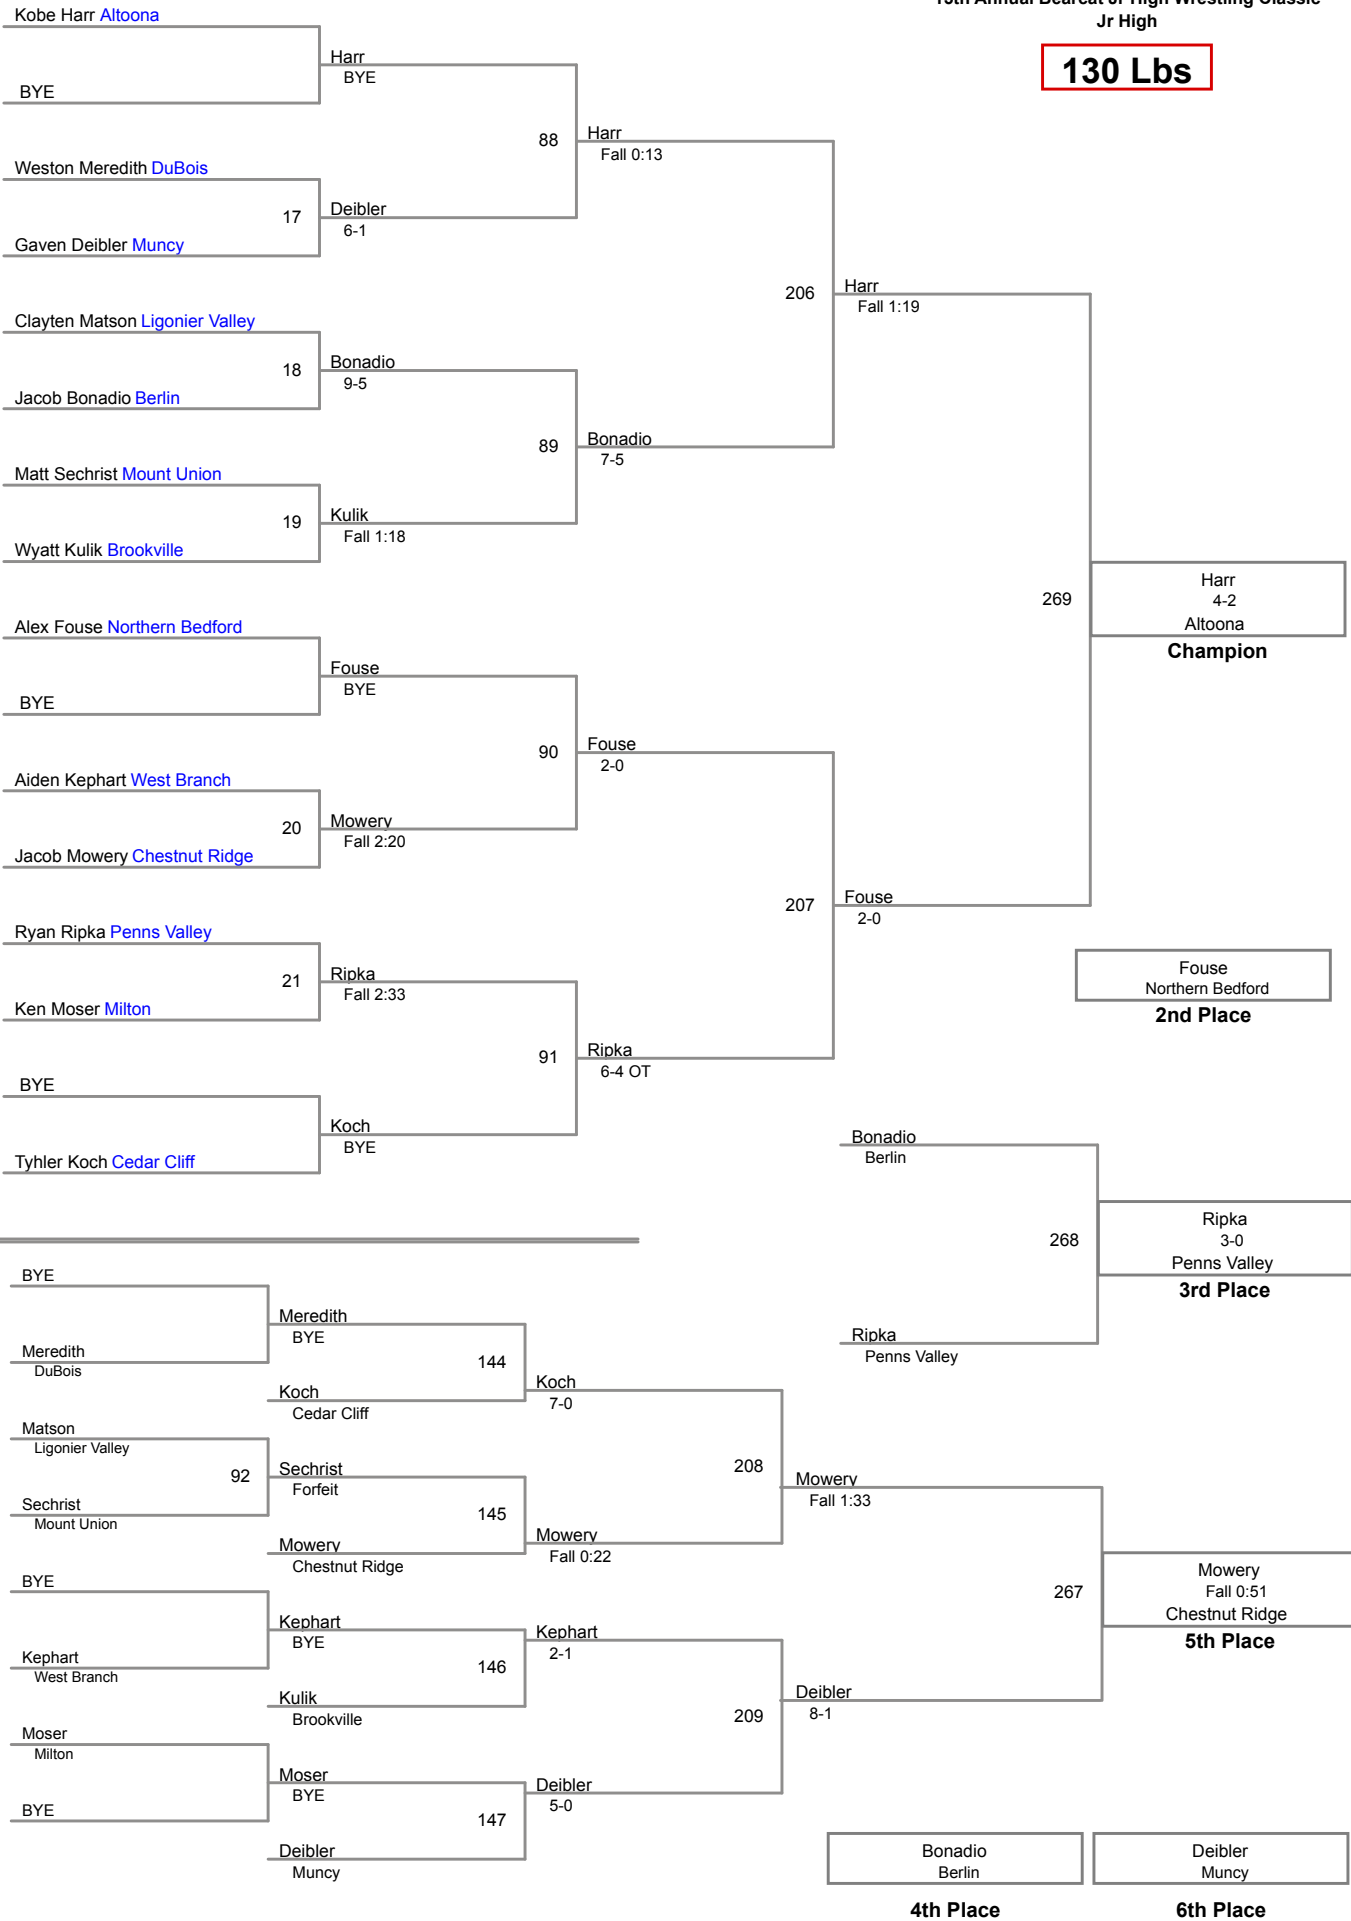 15th Annual Bearcat Jr High Wrestling Classic
Jr High
130 Lbs
Kobe Harr Altoona
Harr
BYE
BYE
88
Harr
Fall 0:13
Weston Meredith DuBois
17
Deibler
6-1
Gaven Deibler Muncy
206
Harr
Fall 1:19
Clayten Matson Ligonier Valley
18
Bonadio
9-5
Jacob Bonadio Berlin
89
Bonadio
7-5
Matt Sechrist Mount Union
19
Kulik
Fall 1:18
Wyatt Kulik Brookville
269
Harr
4-2
Altoona
Champion
Alex Fouse Northern Bedford
Fouse
BYE
BYE
90
Fouse
2-0
Aiden Kephart West Branch
20
Mowery
Fall 2:20
Jacob Mowery Chestnut Ridge
207
Fouse
2-0
Ryan Ripka Penns Valley
21
Ripka
Fall 2:33
Ken Moser Milton
Fouse
Northern Bedford
2nd Place
91
Ripka
6-4 OT
BYE
Koch
BYE
Tyhler Koch Cedar Cliff
Bonadio
Berlin
268
Ripka
3-0
Penns Valley
3rd Place
Ripka
Penns Valley
BYE
Meredith
BYE
Meredith
DuBois
144
Koch
7-0
Koch
Cedar Cliff
Matson
Ligonier Valley
92
Sechrist
Forfeit
Sechrist
Mount Union
208
Mowery
Fall 1:33
145
Mowery
Fall 0:22
Mowery
Chestnut Ridge
BYE
267
Mowery
Fall 0:51
Chestnut Ridge
5th Place
Kephart
BYE
Kephart
West Branch
146
Kephart
2-1
Kulik
Brookville
209
Deibler
8-1
Moser
Milton
Moser
BYE
BYE
147
Deibler
5-0
Deibler
Muncy
Bonadio
Berlin
4th Place
Deibler
Muncy
6th Place